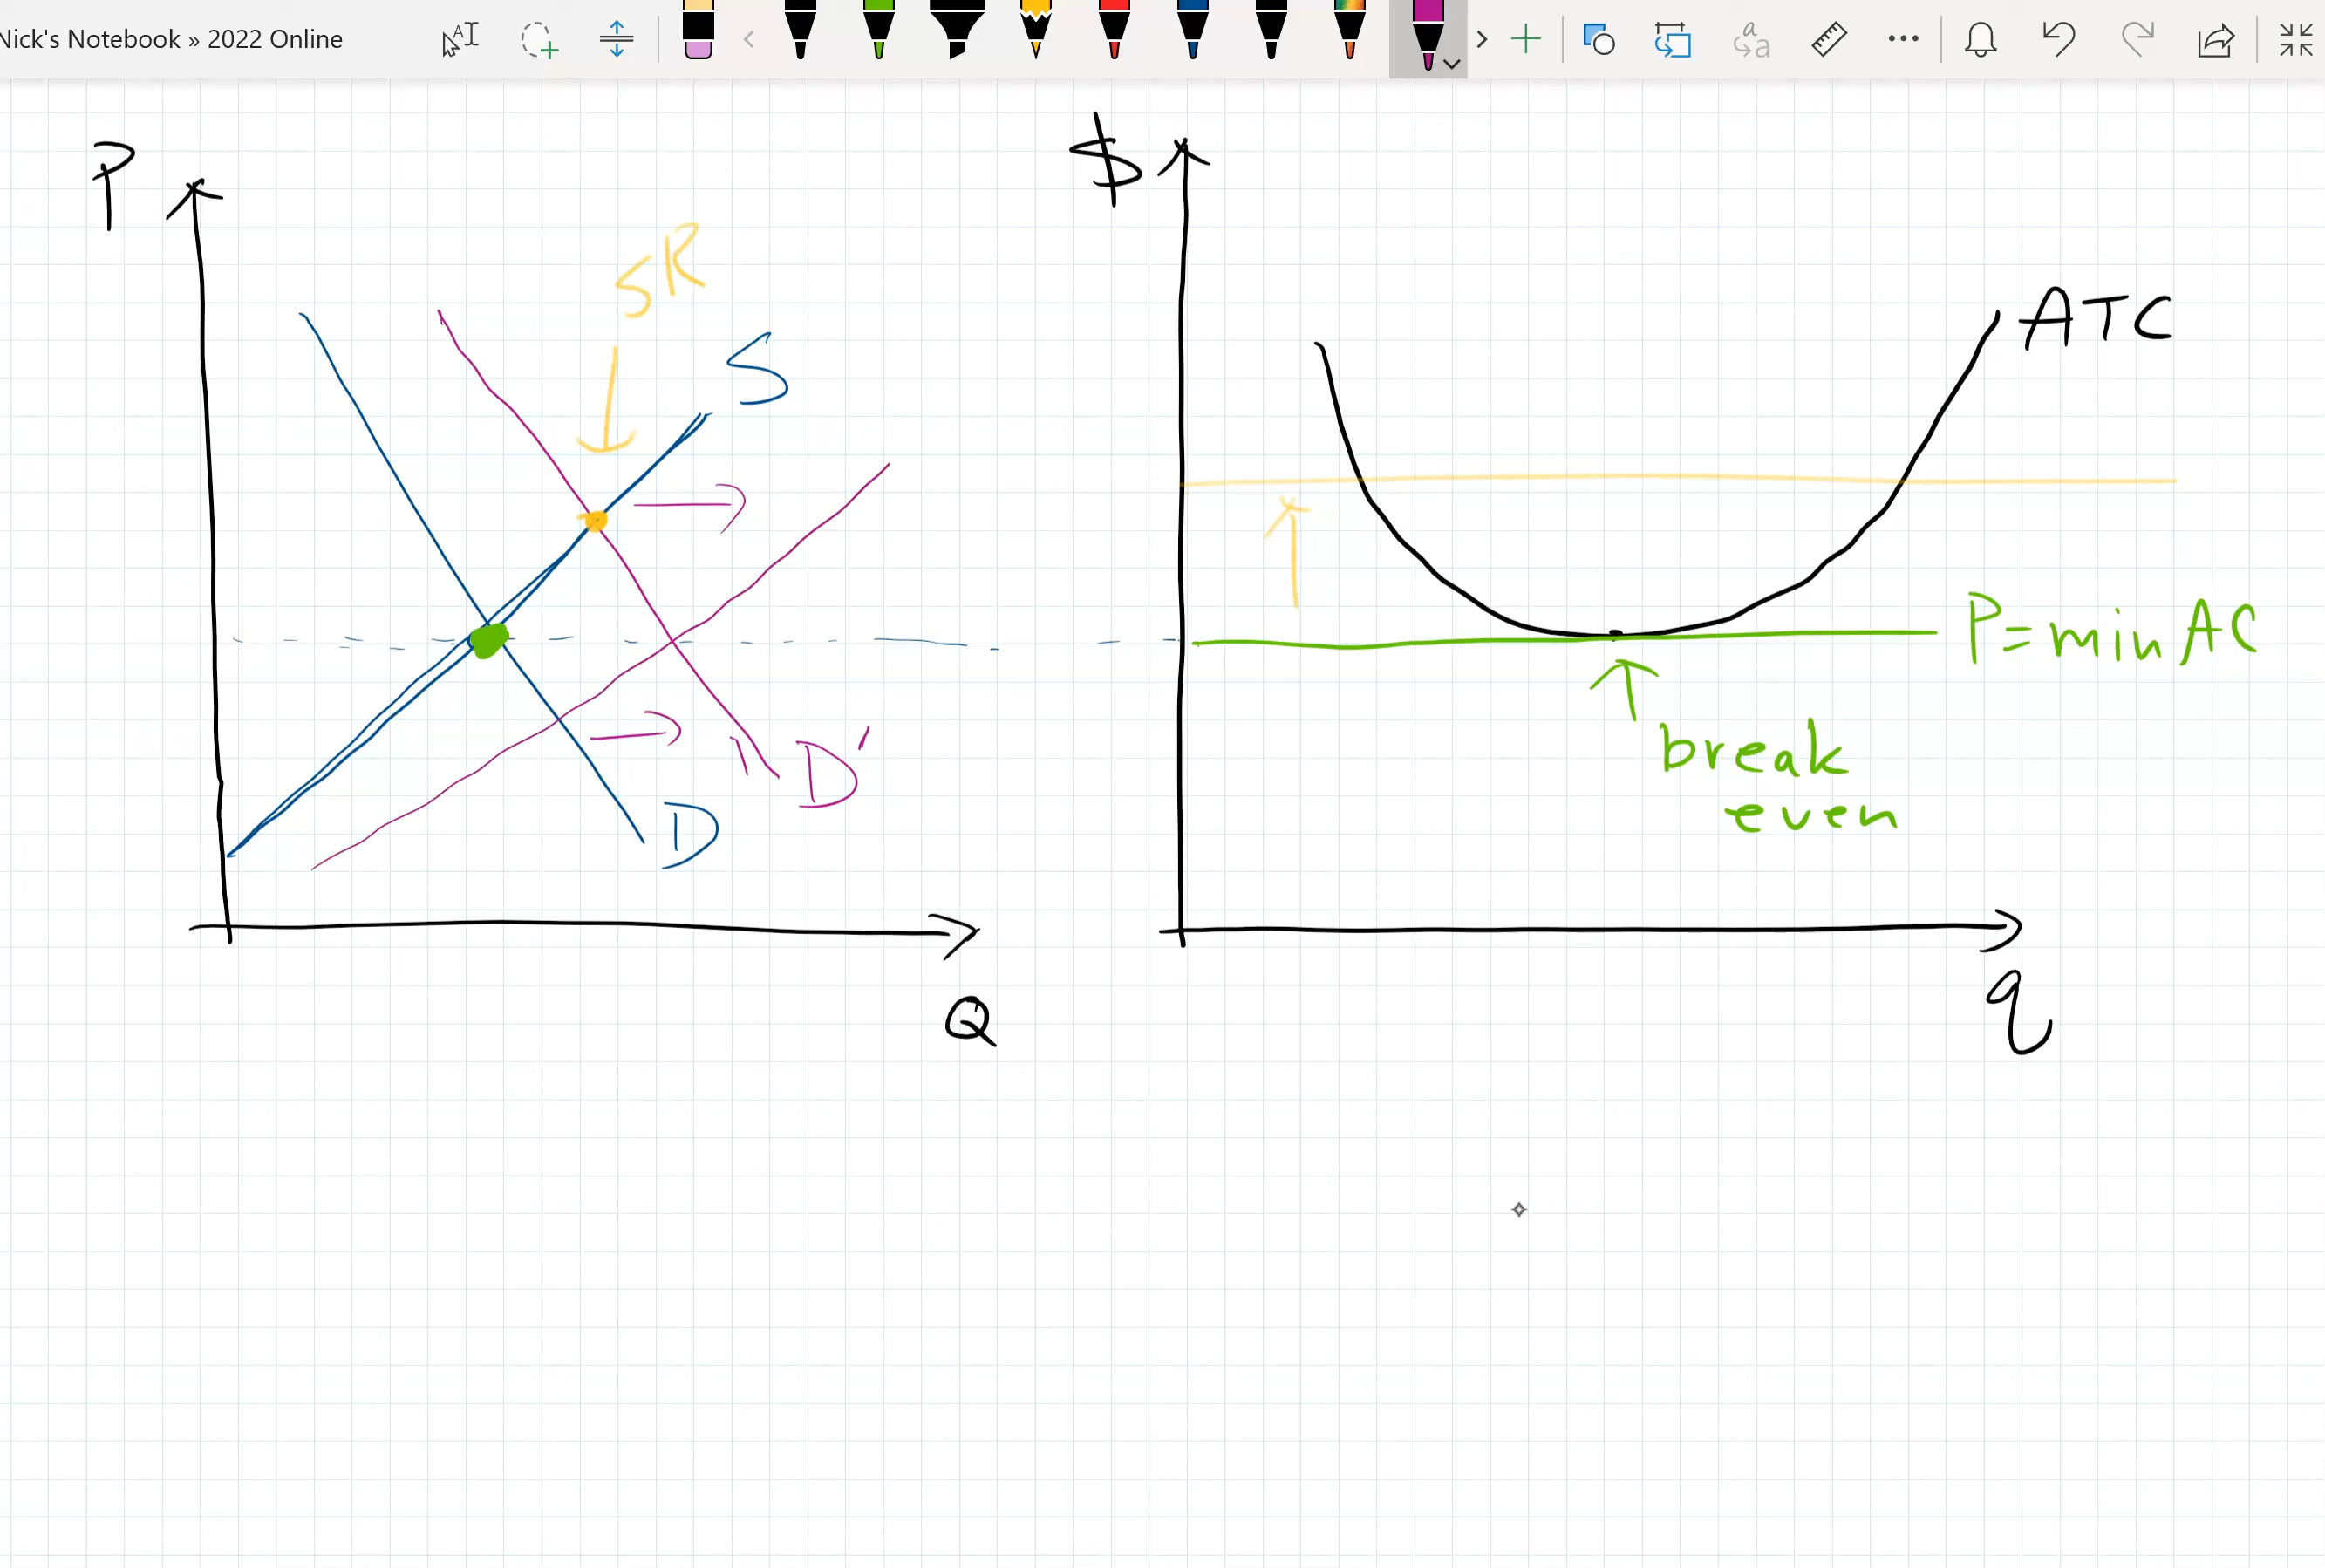 Nick's Notebook » 2022 Online
P
SR
S
D'
D
Q
$
ATC
P = min AC
break
even
q